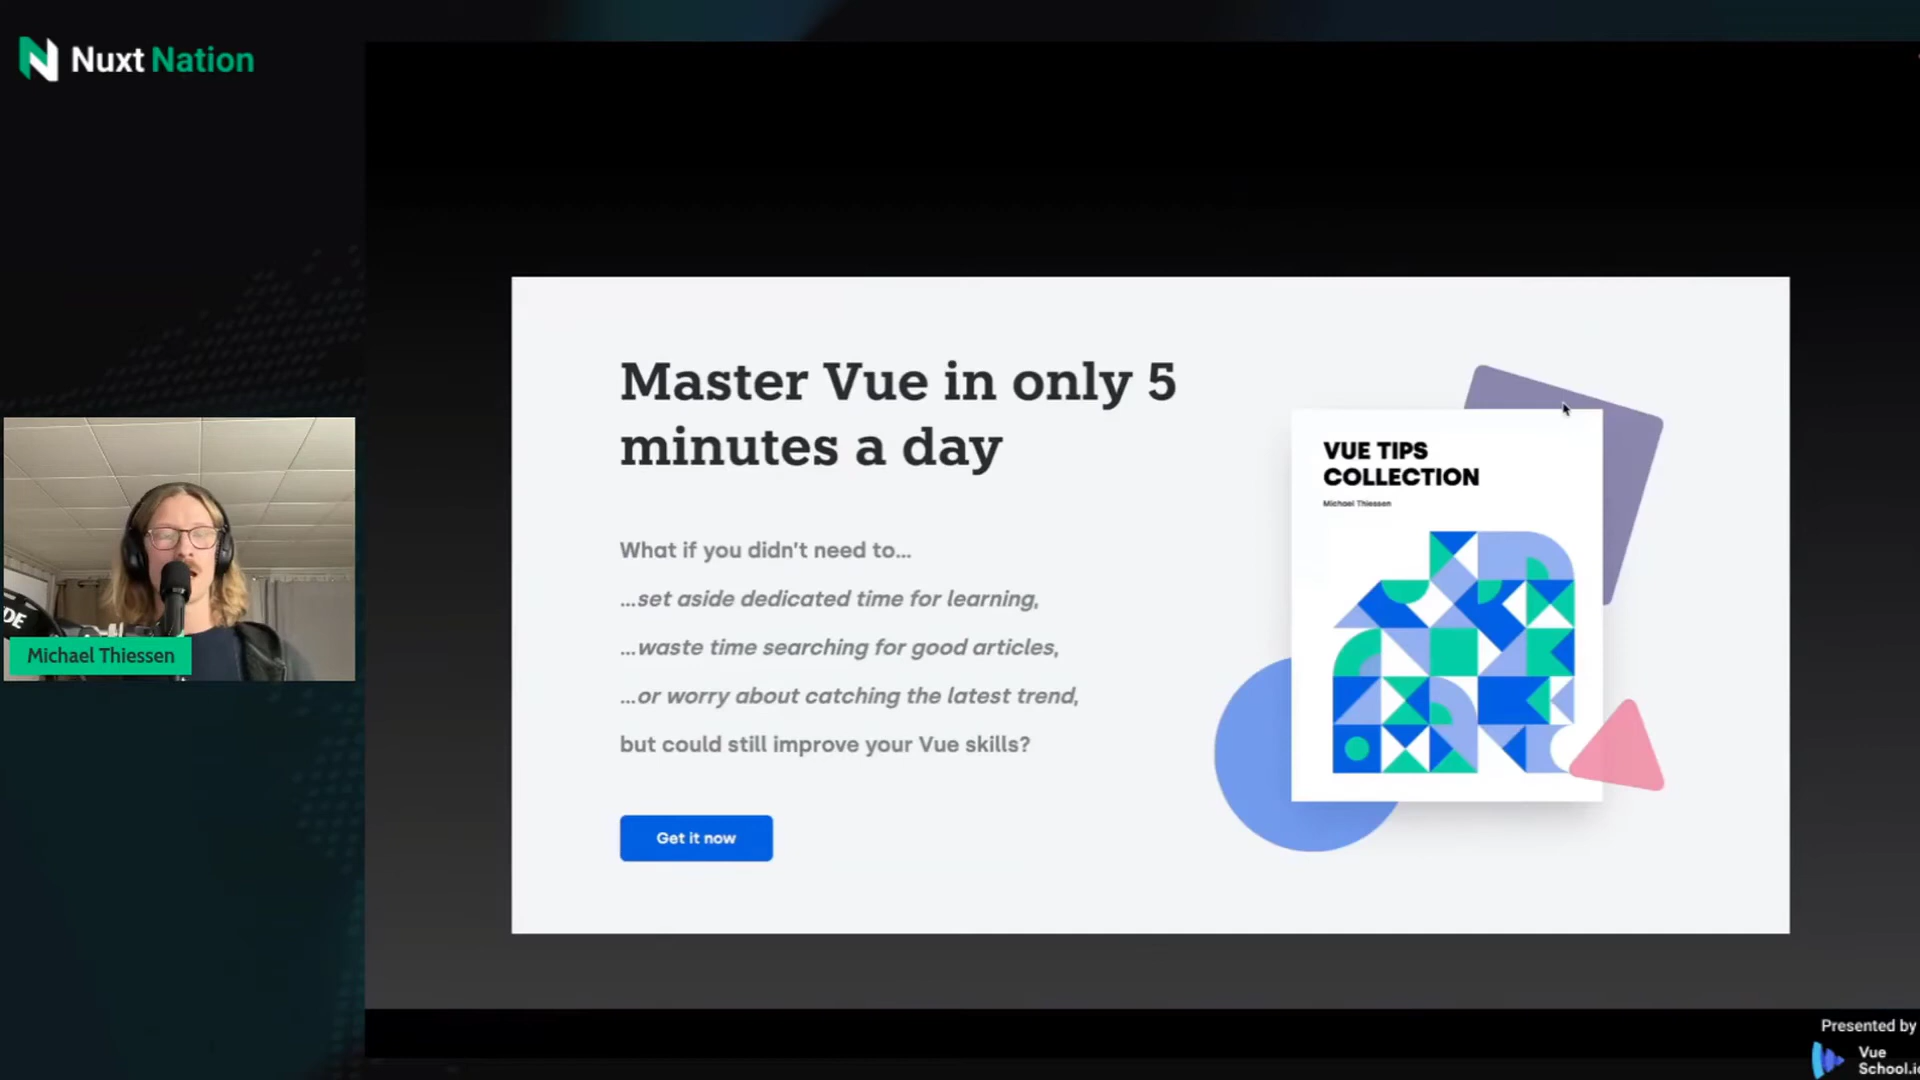 Nuxt Nation
Master Vue in only 5
minutes a day
What if you didn't need to...
...set aside dedicated time for learning,
...waste time searching for good articles,
...or worry about catching the latest trend,
but could still improve your Vue skills?
Get it now
VUE TIPS
COLLECTION
Michael Thiessen
DE
Michael Thiessen
Presented by
Vue
School.io